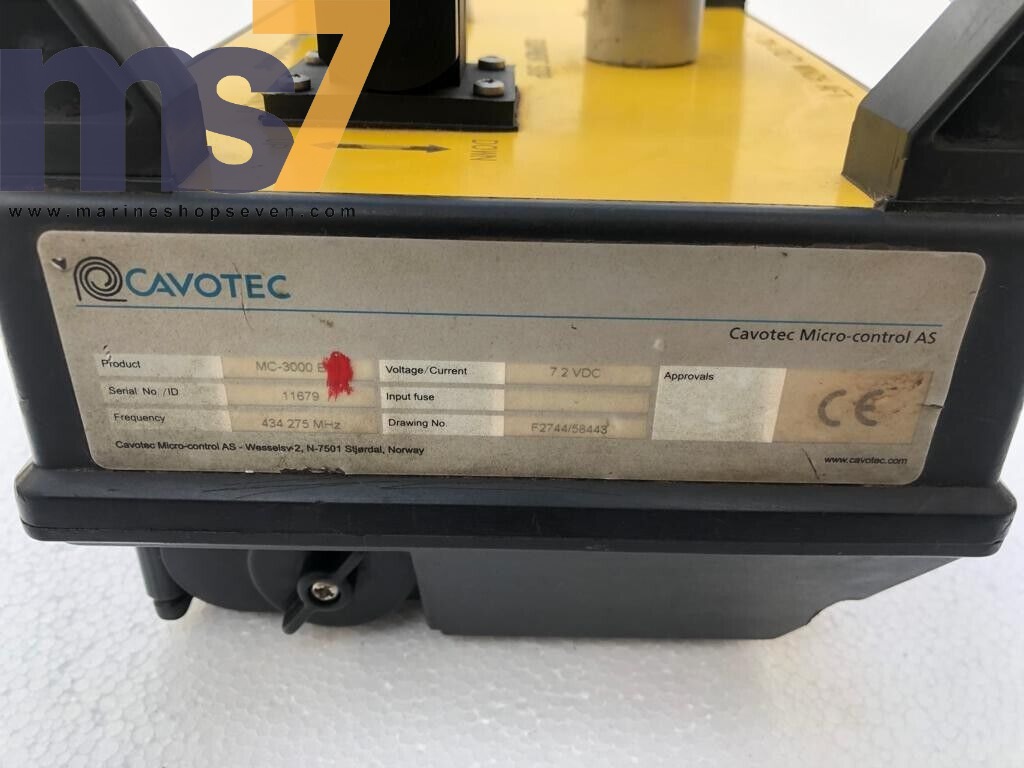 ms7
www.marineshopseven.com
DOWN
CAVOTEC
Cavotec Micro-control AS
Product MC-3000 Voltage/Current 7.2 VDC Approvals
Serial No. /ID 11679 Input fuse CE
Frequency 434 275 MHz Drawing No. F2744/58443
Cavotec Micro-control AS - Wesselsv 2, N-7501 Stjørdal, Norway
www.cavotec.com